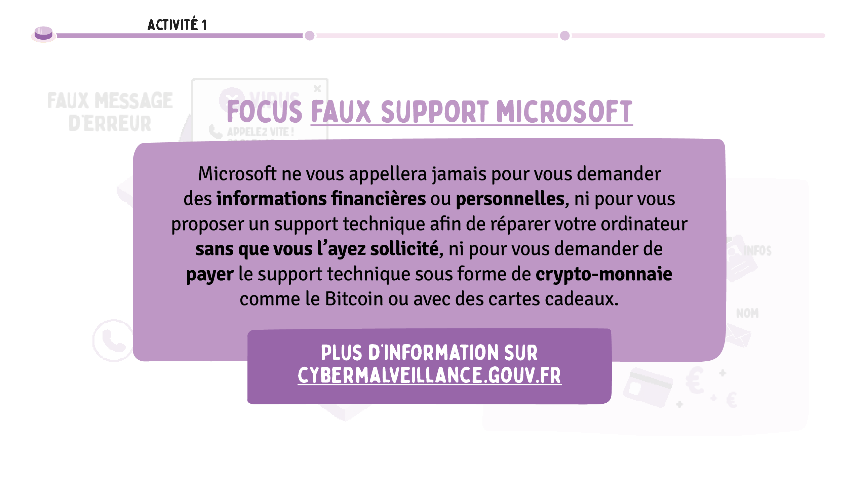 ACTIVITÉ 1
FAUX MESSAGE
D'ERREUR
VIRUS
APPELEZ VITE !
FOCUS FAUX SUPPORT MICROSOFT
Microsoft ne vous appellera jamais pour vous demander
des informations financières ou personnelles, ni pour vous
proposer un support technique afin de réparer votre ordinateur
sans que vous l'ayez sollicité, ni pour vous demander de
payer le support technique sous forme de crypto-monnaie
comme le Bitcoin ou avec des cartes cadeaux.
INFOS
NOM
PLUS D'INFORMATION SUR
CYBERMALVEILLANCE.GOUV.FR